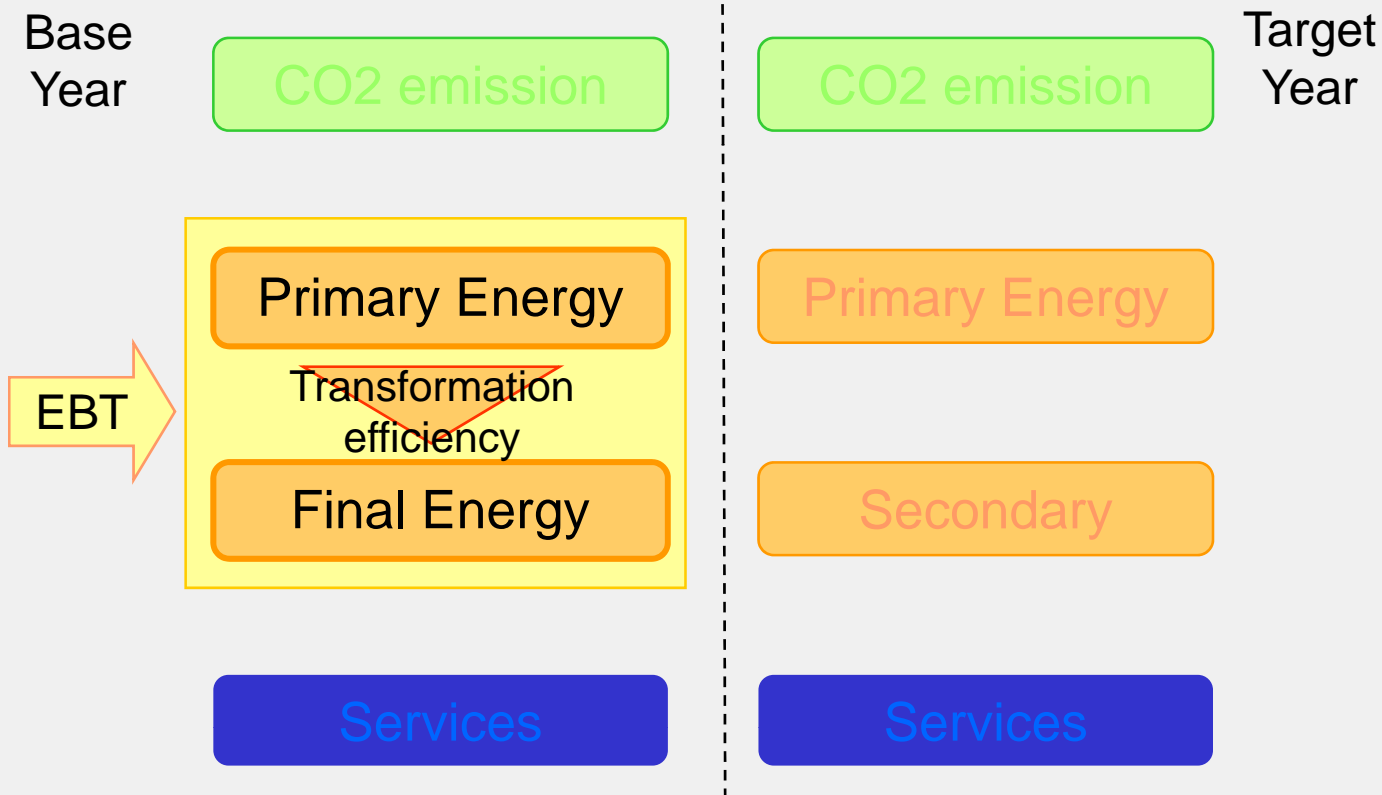 Base
Year
CO2 emission
CO2 emission
Target
Year
Primary Energy
Primary Energy
Transformation
efficiency
EBT
Final Energy
Secondary
Services
Services